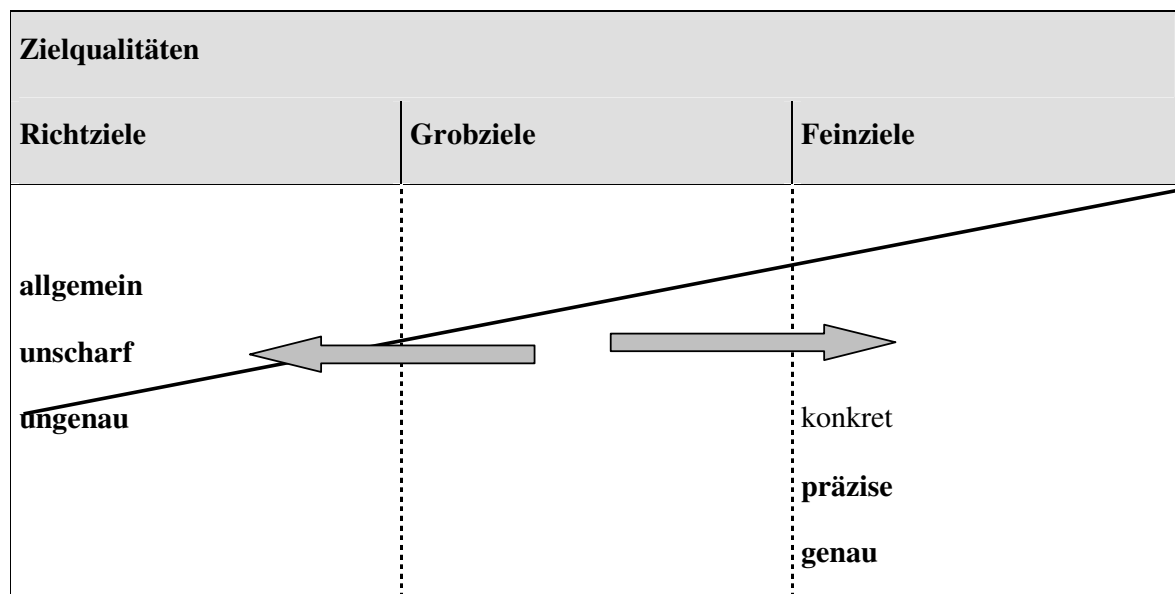 Zielqualitäten
Richtziele
Grobziele
Feinziele
allgemein
unscharf
ungenau
konkret
präzise
genau